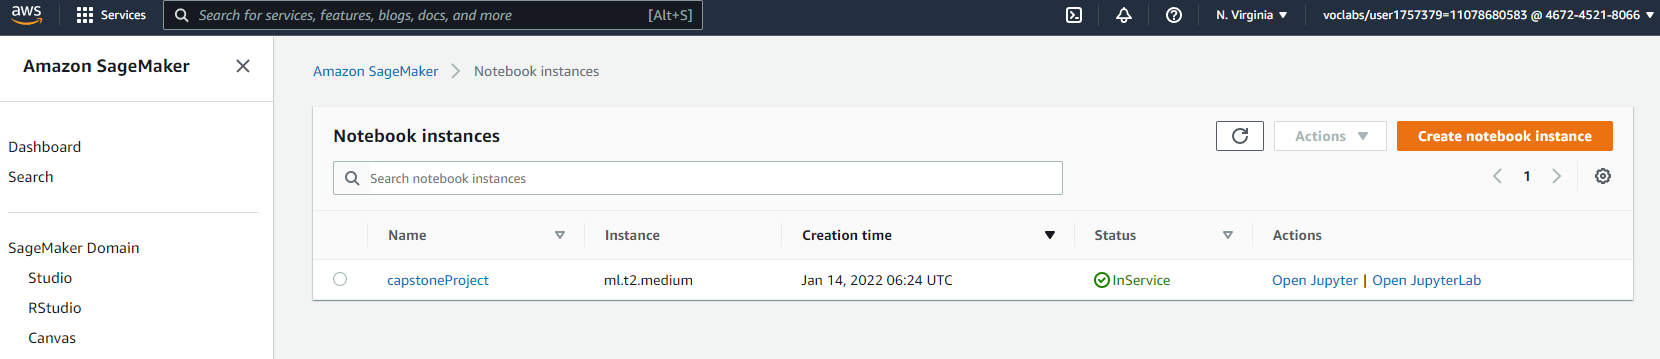 aws Services Search for services, features, blogs, docs, and more [Alt+S] N. Virginia voclabs/user1757379=11078680583 @ 4672-4521-8066
Amazon SageMaker
Dashboard
Search
SageMaker Domain
Studio
RStudio
Canvas
Amazon SageMaker Notebook instances
Notebook instances Actions Create notebook instance
Search notebook instances 1
Name Instance Creation time Status Actions
capstoneProject ml.t2.medium Jan 14, 2022 06:24 UTC InService Open Jupyter | Open JupyterLab